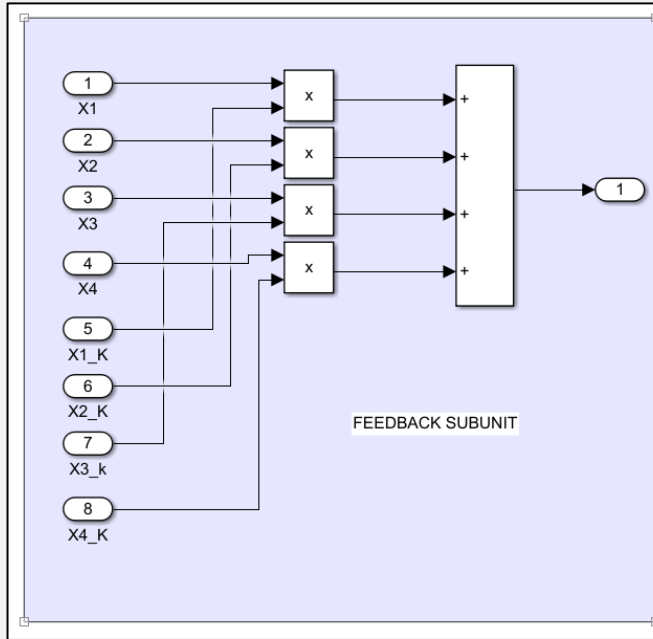 1
X1
x
+
2
X2
x
+
1
3
X3
x
+
4
X4
x
+
5
X1_K
6
X2_K
FEEDBACK SUBUNIT
7
X3_k
8
X4_K